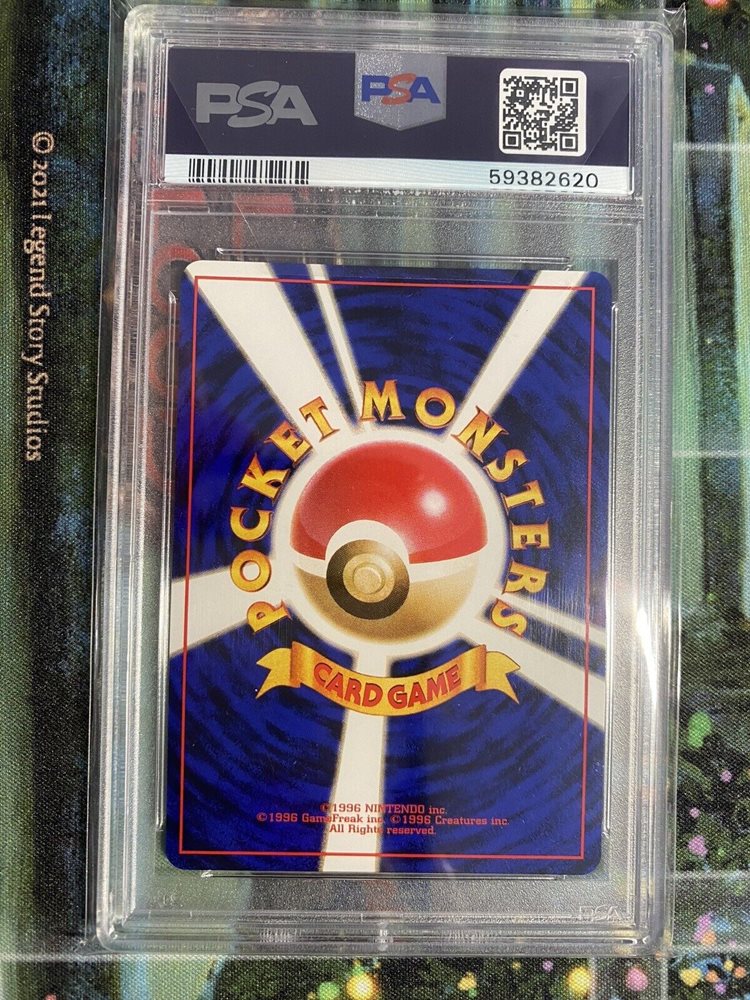 PSA
PSA
59382620
© 2021 Legend Story Studios
POCKET MONSTERS
CARD GAME
©1996 NINTENDO inc.
©1996 GameFreak inc. ©1996 Creatures inc.
All Rights reserved.
PSA